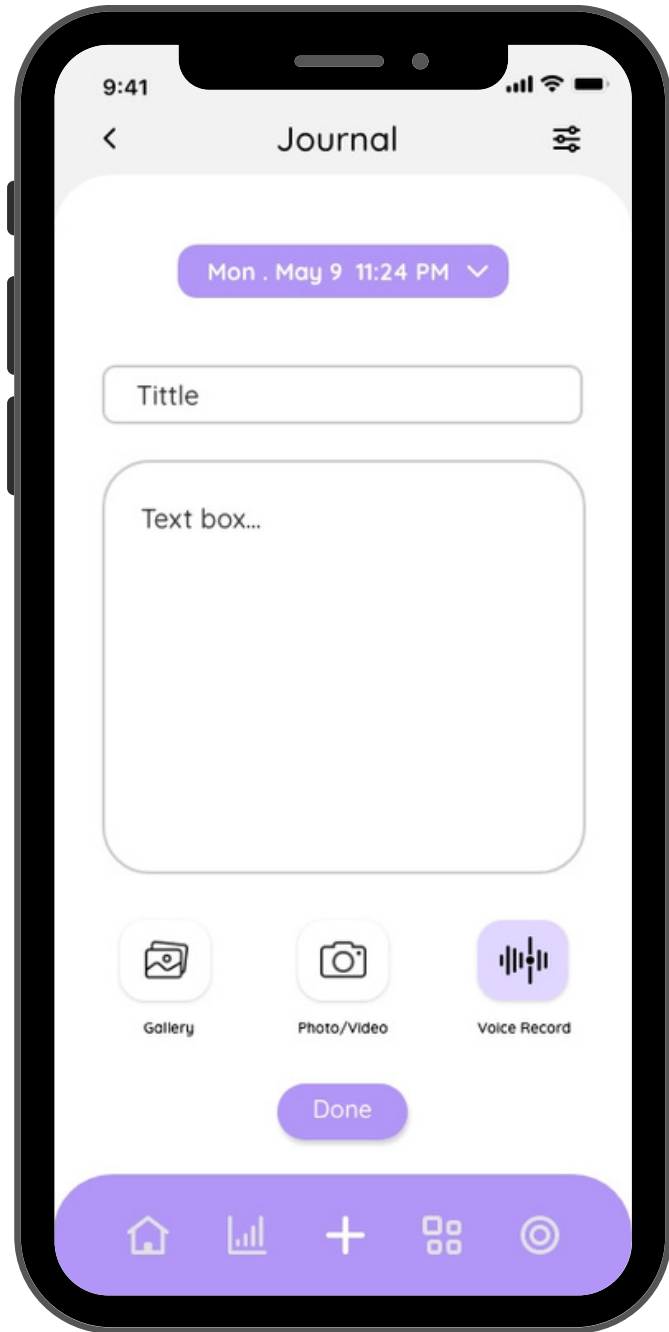 9:41
Journal
Mon . May 9 11:24 PM
Tittle
Text box...
Gallery Photo/Video Voice Record
Done